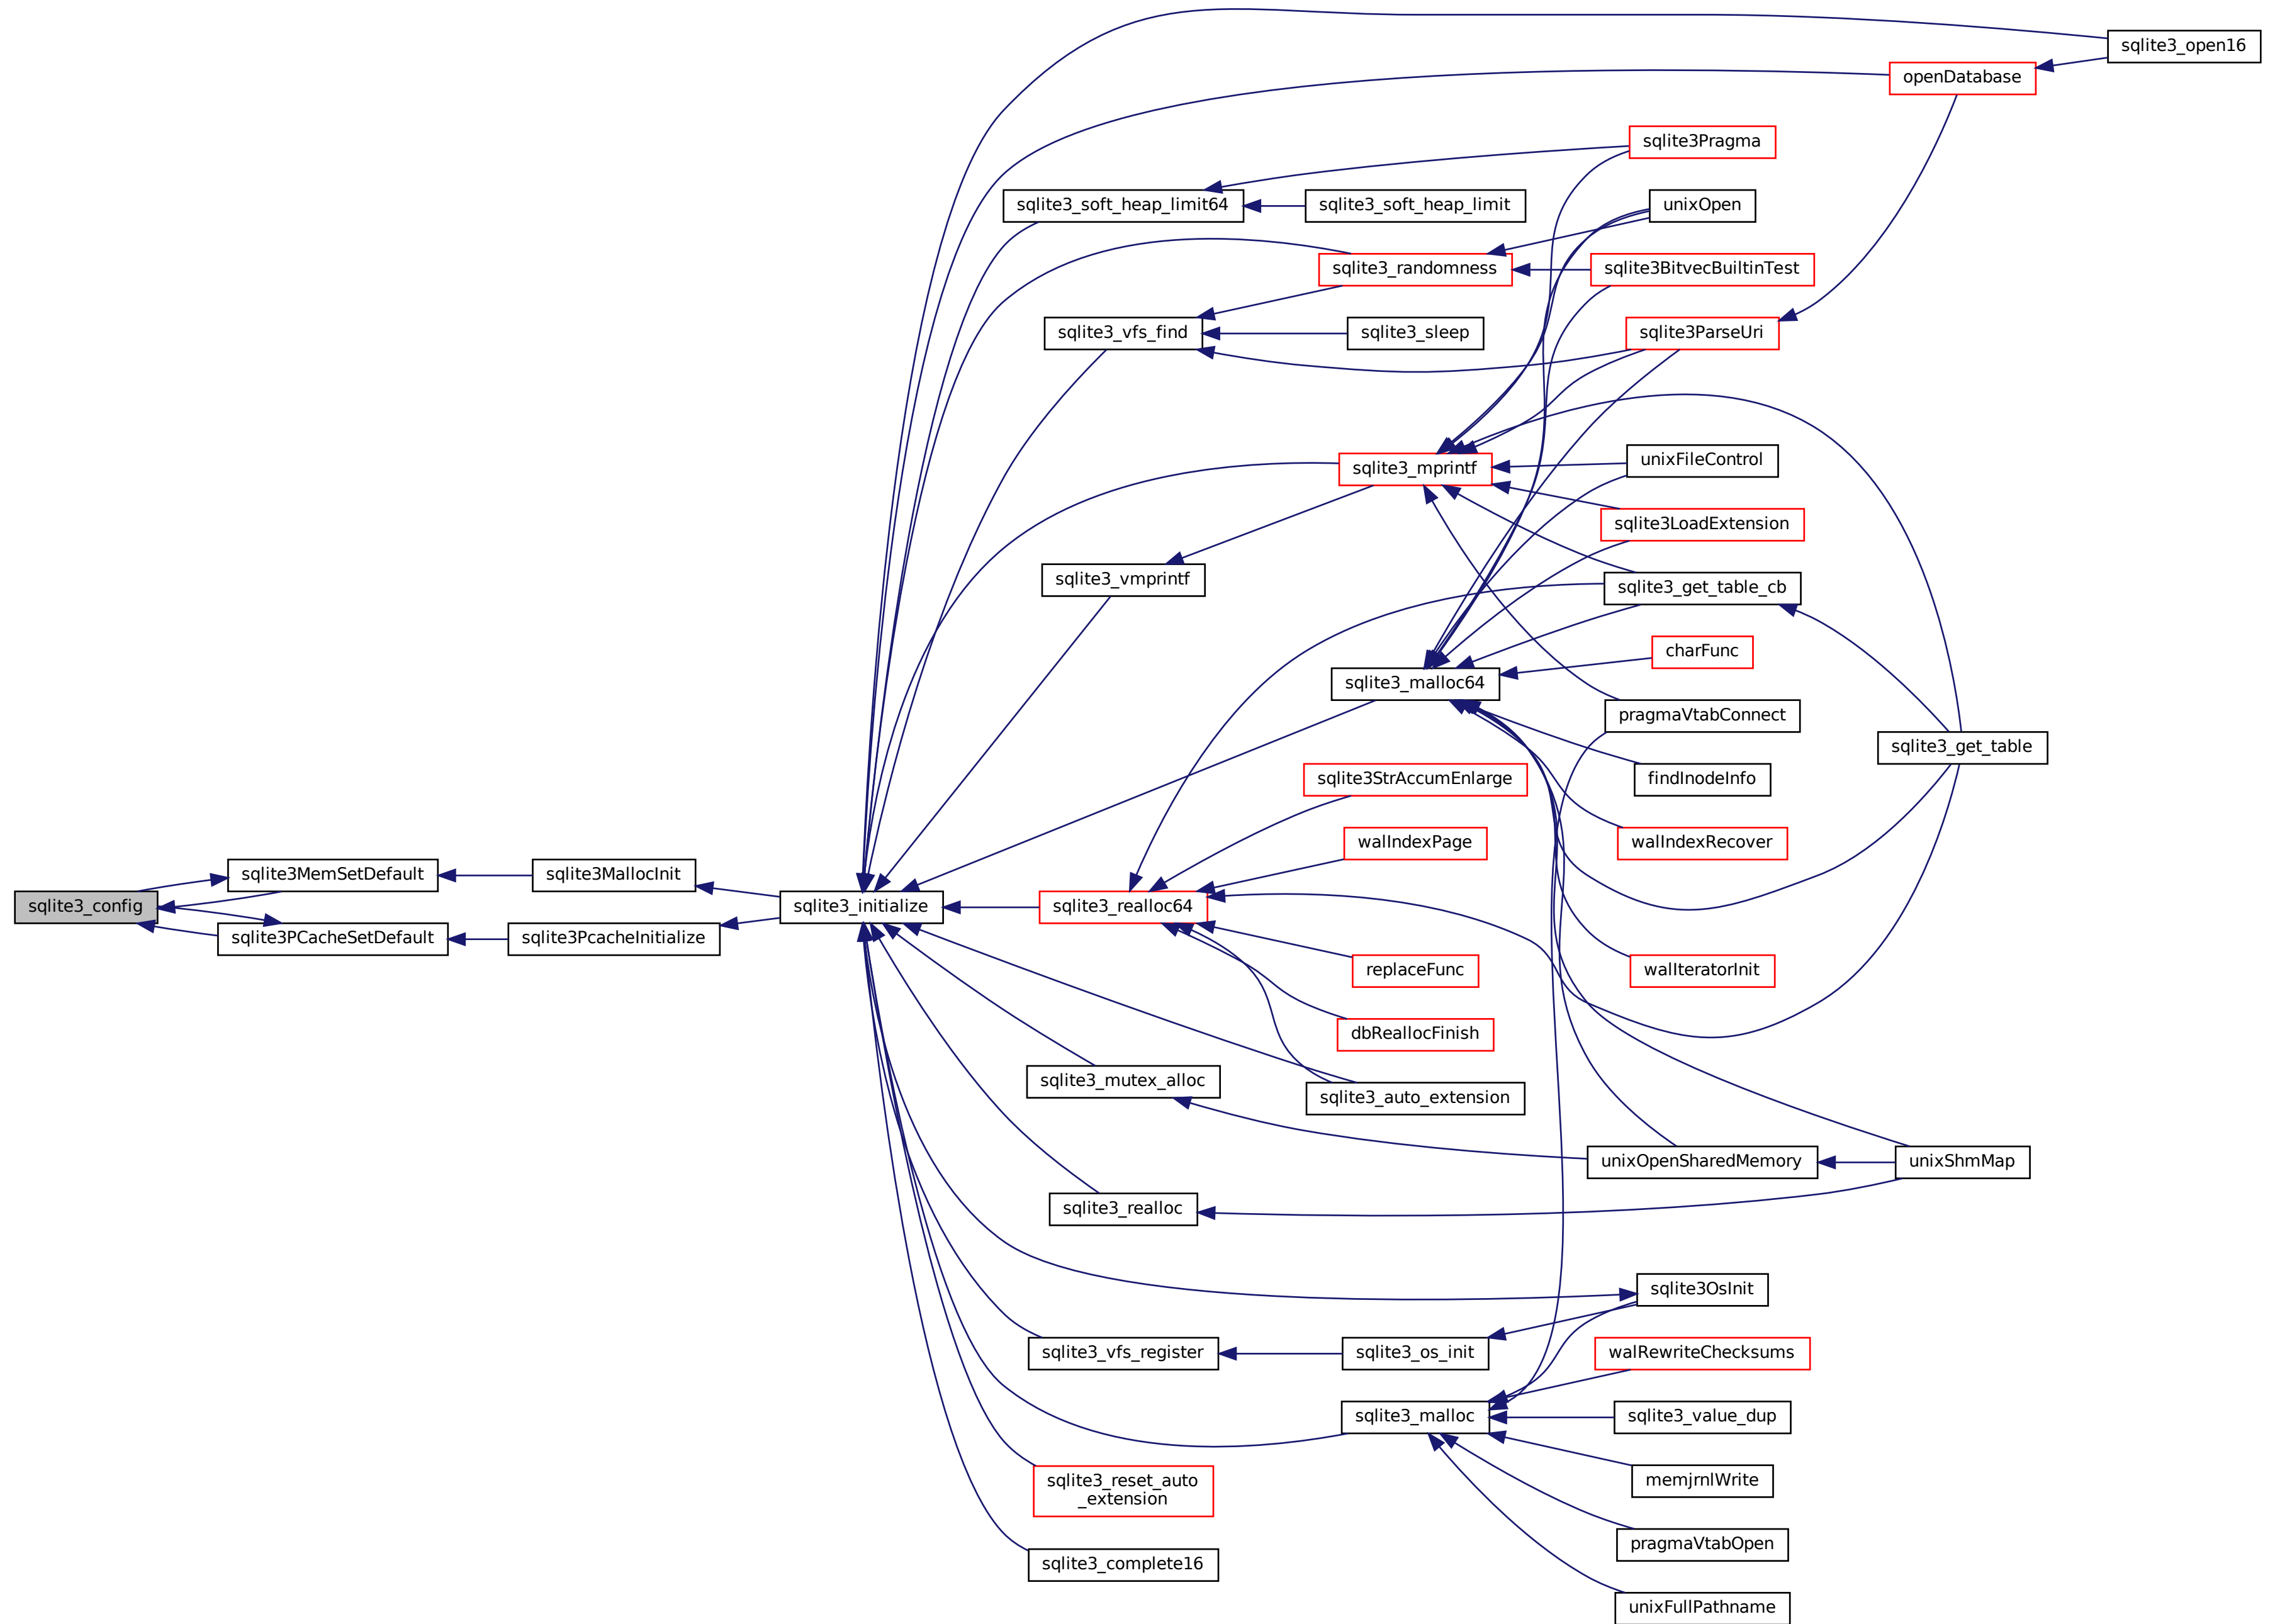 sqlite3_open16
openDatabase
sqlite3Pragma
sqlite3_soft_heap_limit64
sqlite3_soft_heap_limit
unixOpen
sqlite3_randomness
sqlite3BitvecBuiltinTest
sqlite3_vfs_find
sqlite3_sleep
sqlite3ParseUri
sqlite3_mprintf
unixFileControl
sqlite3LoadExtension
sqlite3_vmprintf
sqlite3_get_table_cb
charFunc
sqlite3_malloc64
pragmaVtabConnect
sqlite3_get_table
sqlite3StrAccumEnlarge
findInodeInfo
walIndexPage
walIndexRecover
sqlite3MemSetDefault
sqlite3MallocInit
sqlite3_config
sqlite3_initialize
sqlite3_realloc64
sqlite3PCacheSetDefault
sqlite3PcacheInitialize
replaceFunc
walIteratorInit
dbReallocFinish
sqlite3_mutex_alloc
sqlite3_auto_extension
unixOpenSharedMemory
unixShmMap
sqlite3_realloc
sqlite3OsInit
sqlite3_vfs_register
sqlite3_os_init
walRewriteChecksums
sqlite3_malloc
sqlite3_value_dup
sqlite3_reset_auto
_extension
memjrnlWrite
pragmaVtabOpen
sqlite3_complete16
unixFullPathname